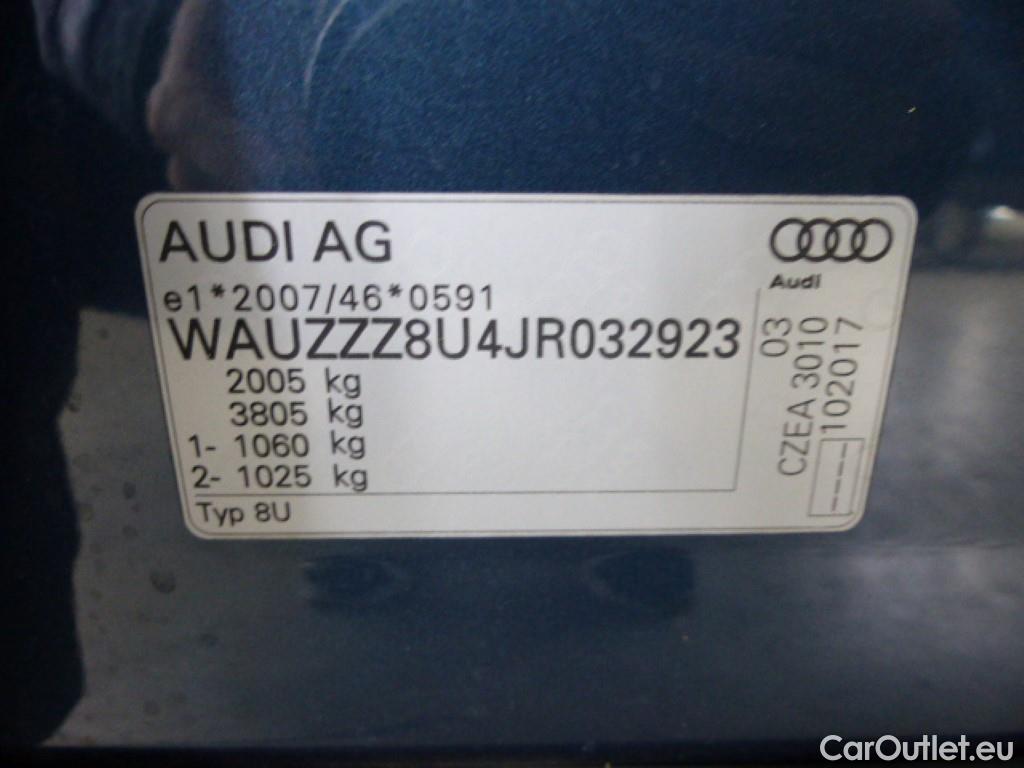 AUDI AG
Audi
e1*2007/46*0591
WAUZZZ8U4JR032923
2005 kg
3805 kg
1- 1060 kg
2- 1025 kg
Typ 8U
03
CZEA 3010
----102017
CarOutlet.eu